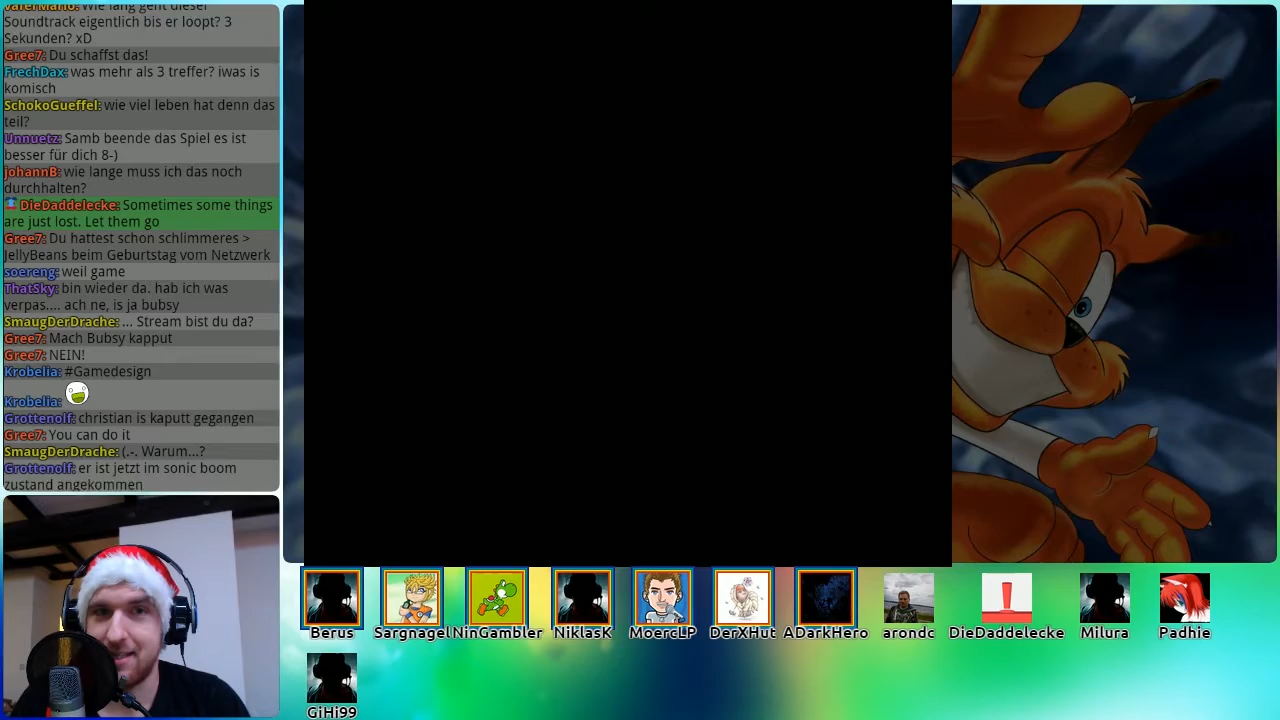 VaterMario: Wie lang geht dieser
Soundtrack eigentlich bis er loopt? 3
Sekunden? xD
Gree7: Du schaffst das!
FrechDax: was mehr als 3 treffer? iwas is
komisch
SchokoGueffel: wie viel leben hat denn das
teil?
Unnuetz: Samb beende das Spiel es ist
besser für dich 8-)
johannB: wie lange muss ich das noch
durchhalten?
DieDaddelecke: Sometimes some things
are just lost. Let them go
Gree7: Du hattest schon schlimmeres >
JellyBeans beim Geburtstag vom Netzwerk
soereng: weil game
ThatSky: bin wieder da. hab ich was
verpas.... ach ne, is ja bubsy
SmaugDerDrache: ... Stream bist du da?
Gree7: Mach Bubsy kapput
Gree7: NEIN!
Krobelia: #Gamedesign
Krobelia:
Grottenolf: christian is kaputt gegangen
Gree7: You can do it
SmaugDerDrache: (.-. Warum...?
Grottenolf: er ist jetzt im sonic boom
zustand angekommen
Berus
Sargnagel
NinGambler
NiklasK
MoercLP
DerXHut
ADarkHero
arondc
DieDaddelecke
Milura
Padhie
GiHi99